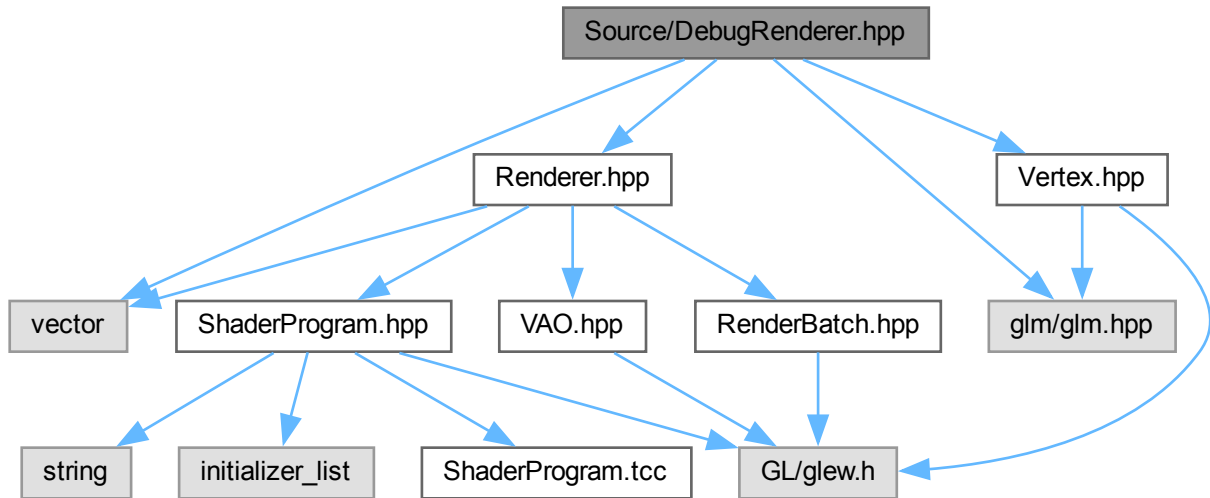 Source/DebugRenderer.hpp
Renderer.hpp
Vertex.hpp
vector
ShaderProgram.hpp
VAO.hpp
RenderBatch.hpp
glm/glm.hpp
string
initializer_list
ShaderProgram.tcc
GL/glew.h